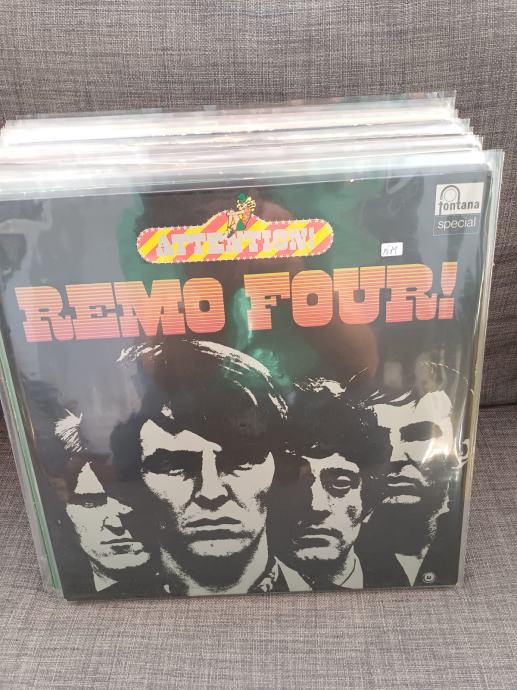 fontana
special
ATTENTION!
NM
REMO FOUR!